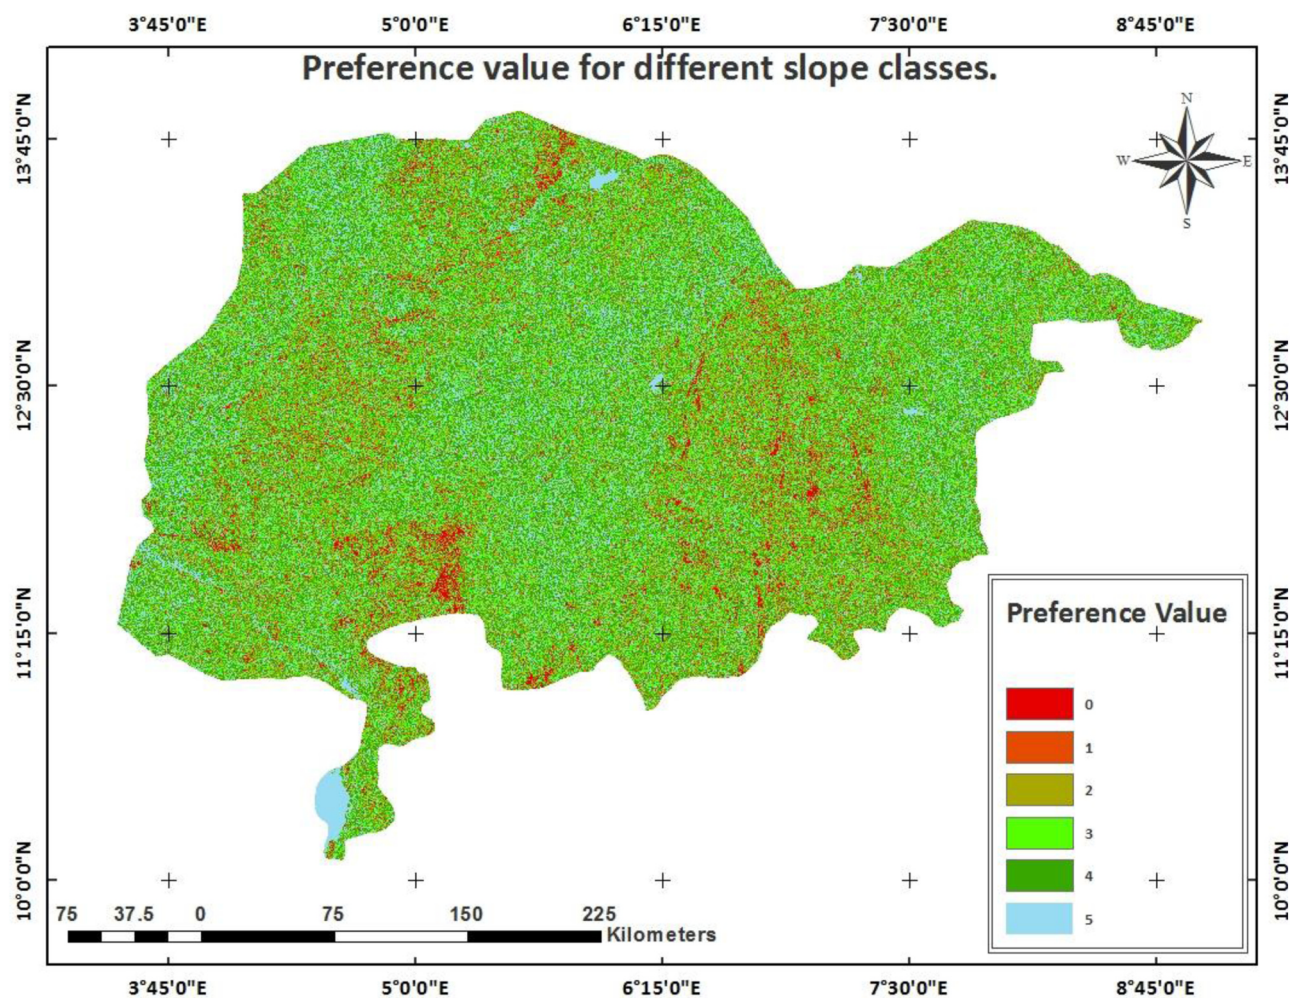 3°45'0"E 5°0'0"E 6°15'0"E 7°30'0"E 8°45'0"E
Preference value for different slope classes.
N
W E
S
13°45'0"N 13°45'0"N
12°30'0"N 12°30'0"N
11°15'0"N 11°15'0"N
10°0'0"N 10°0'0"N
Preference Value
0
1
2
3
4
5
75 37.5 0 75 150 225
Kilometers
3°45'0"E 5°0'0"E 6°15'0"E 7°30'0"E 8°45'0"E